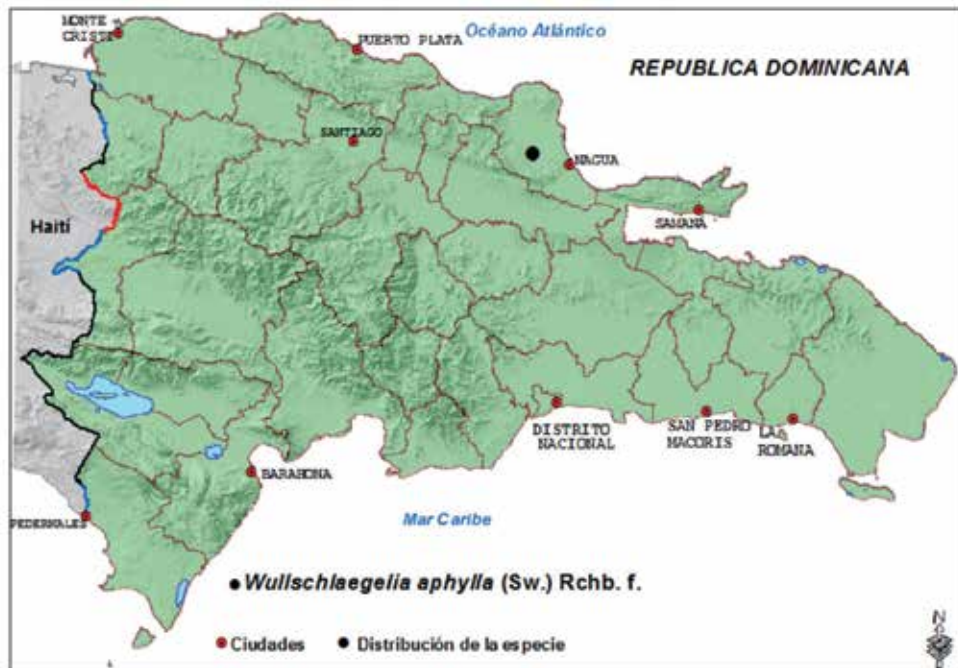 MONTE
CRISTI
PUERTO PLATA
Océano Atlántico
REPUBLICA DOMINICANA
SANTIAGO
NAGUA
SAMANA
Haití
DISTRITO
NACIONAL
SAN PEDRO
MACORIS
LA
ROMANA
BARAHONA
PEDERNALES
Mar Caribe
Wullschlaegelia aphylla (Sw.) Rchb. f.
Ciudades
Distribución de la especie
N